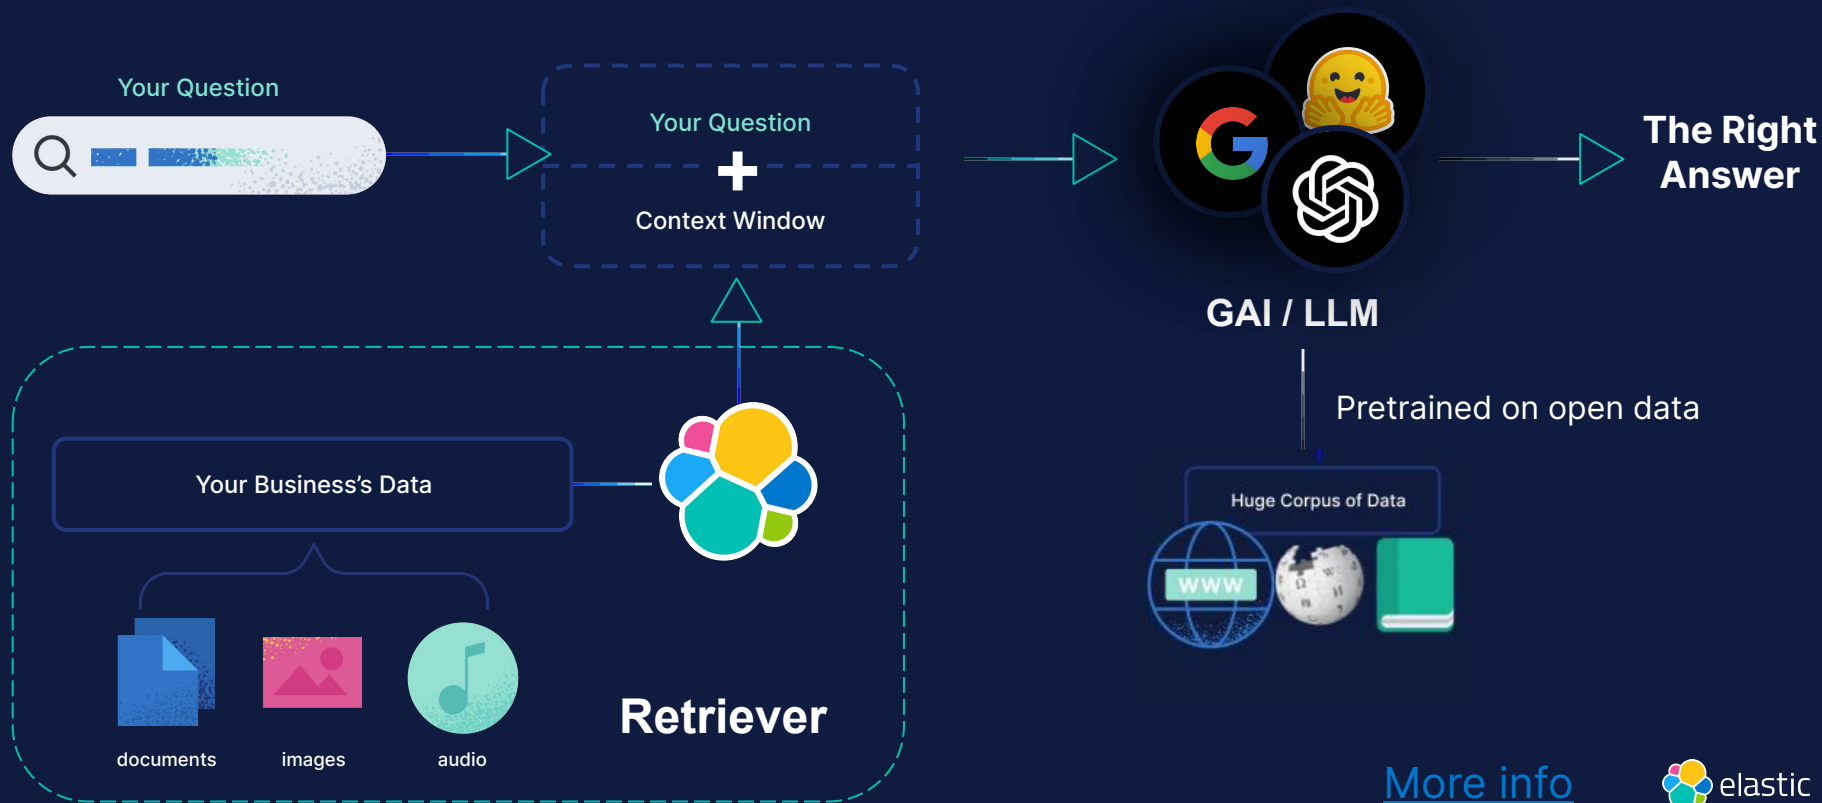 Your Question
Your Question
+
Context Window
The Right
Answer
GAI / LLM
Pretrained on open data
Huge Corpus of Data
WWW
Your Business’s Data
documents
images
audio
Retriever
More info
elastic